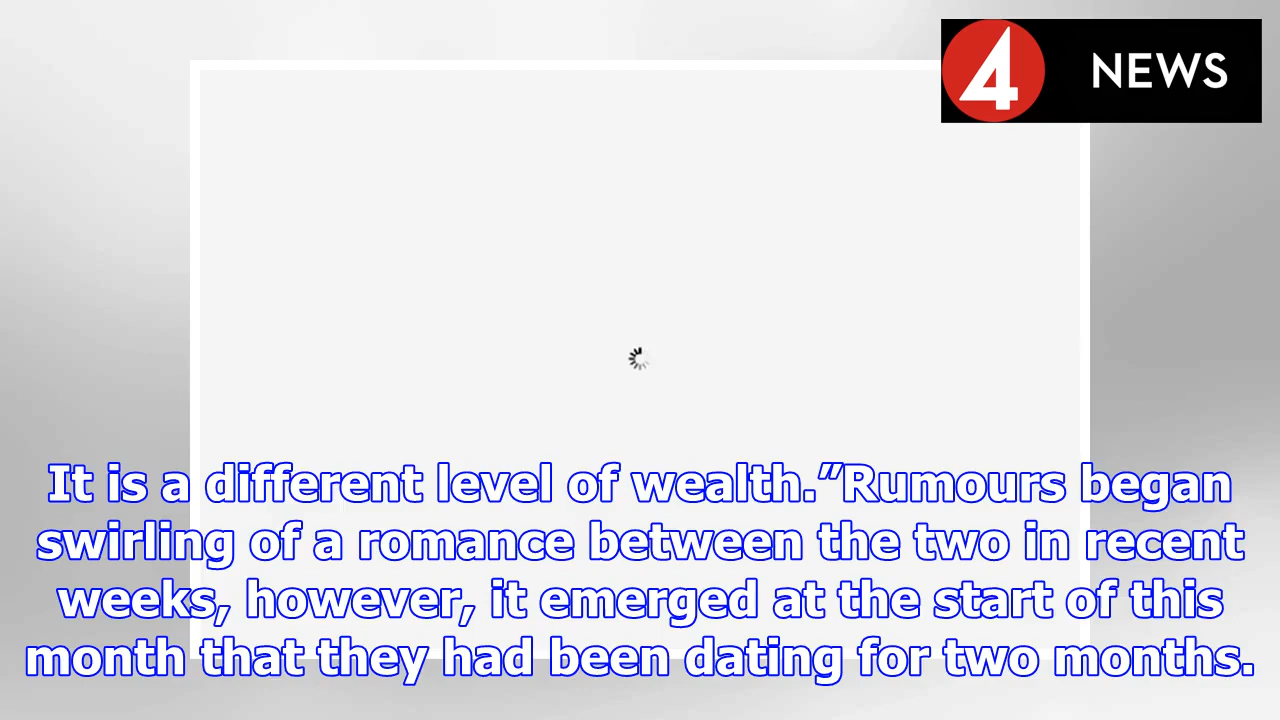 4 NEWS
It is a different level of wealth.”Rumours began
swirling of a romance between the two in recent
weeks, however, it emerged at the start of this
month that they had been dating for two months.